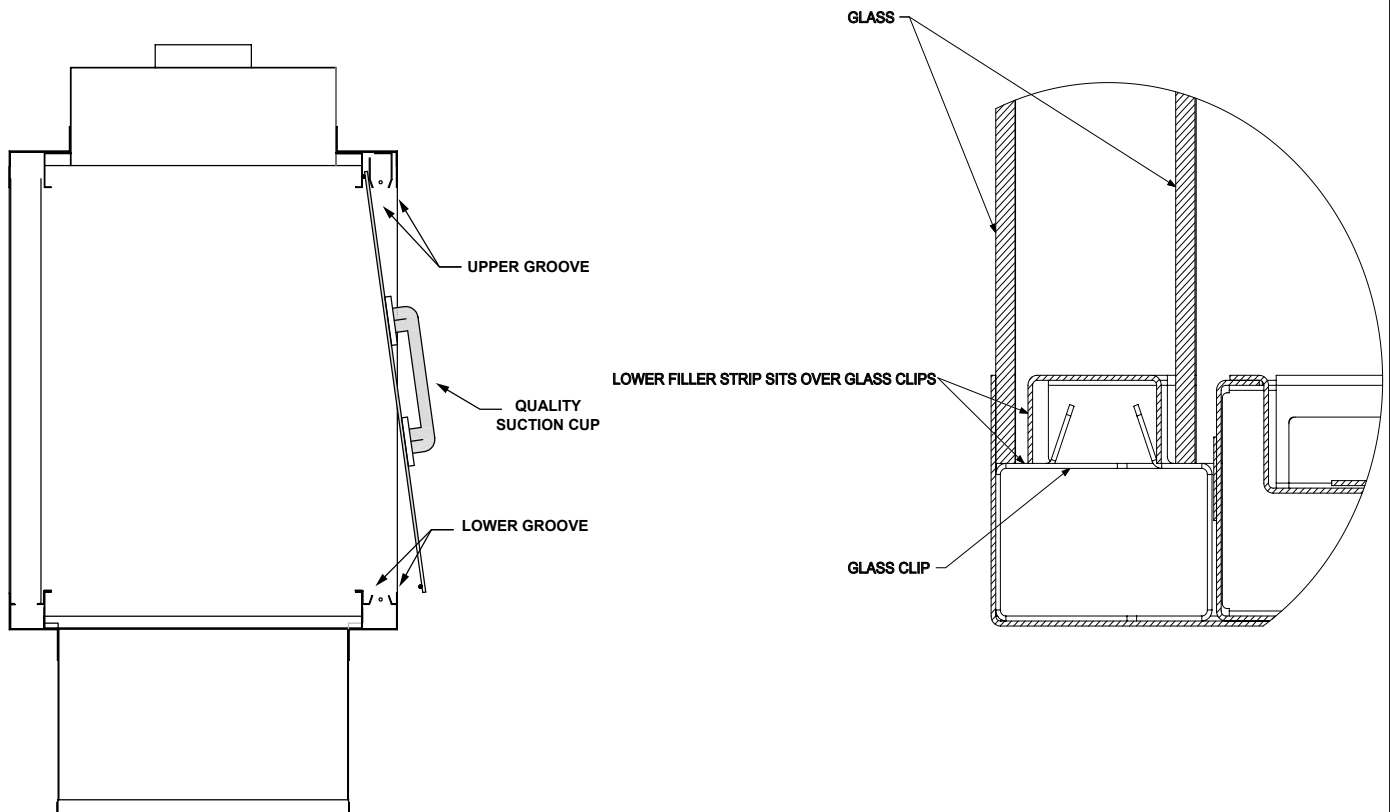 UPPER GROOVE
QUALITY
SUCTION CUP
LOWER GROOVE
GLASS
LOWER FILLER STRIP SITS OVER GLASS CLIPS
GLASS CLIP